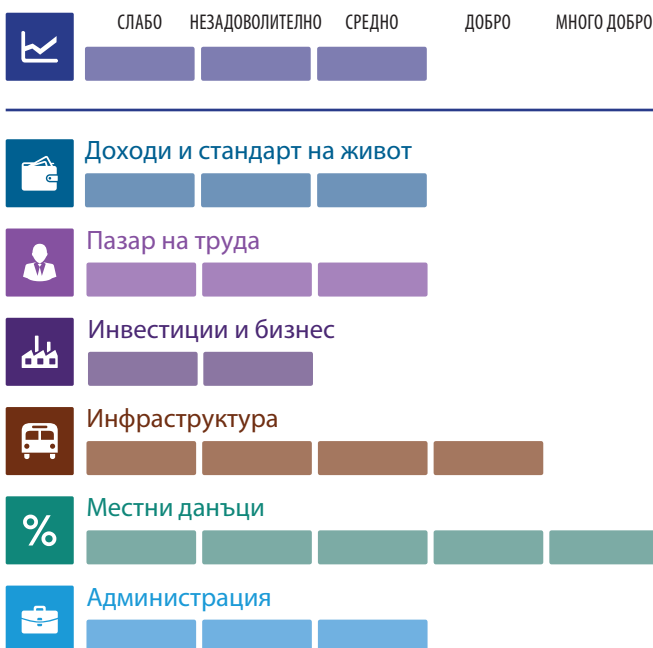 СЛАБО НЕЗАДОВОЛИТЕЛНО СРЕДНО ДОБРО МНОГО ДОБРО
Доходи и стандарт на живот
Пазар на труда
Инвестиции и бизнес
Инфраструктура
Местни данъци
%
Администрация